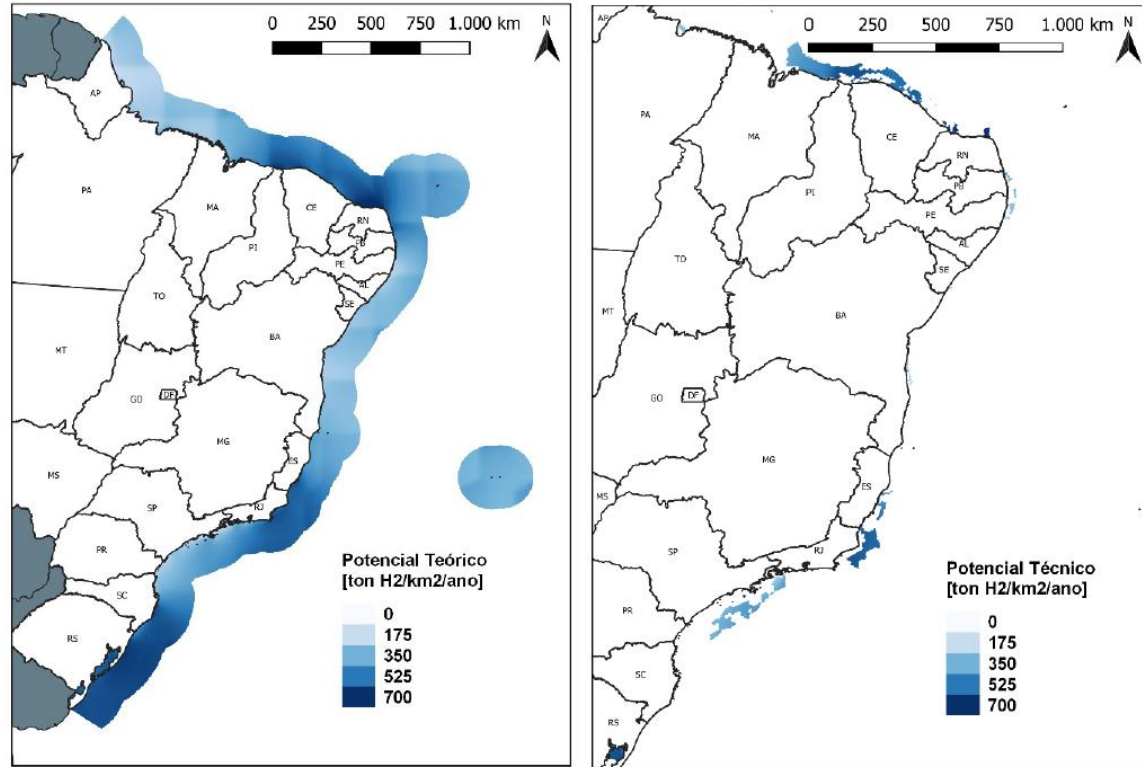 0 250 500 750 1.000 km
N
AP
PA
MA
CE
RN
PB
PI
PE
AL
SE
TO
BA
MT
GO
DF
MG
ES
MS
SP
RJ
PR
SC
RS
Potencial Teórico
[ton H2/km2/ano]
0
175
350
525
700
0 250 500 750 1.000 km
N
AP
PA
MA
CE
RN
PB
PI
PE
AL
SE
TO
BA
MT
GO
DF
MG
ES
MS
SP
RJ
PR
SC
RS
Potencial Técnico
[ton H2/km2/ano]
0
175
350
525
700